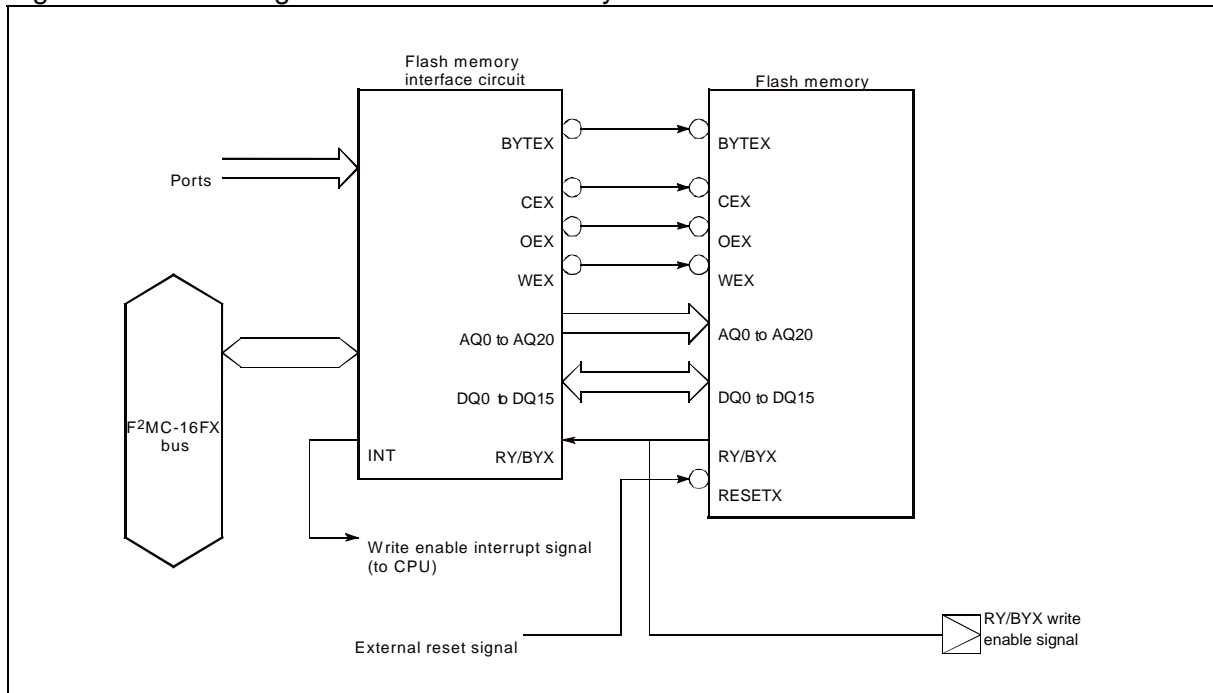 Flash memory
interface circuit
Flash memory
BYTEX
BYTEX
Ports
CEX
CEX
OEX
OEX
WEX
WEX
AQ0 to AQ20
AQ0 to AQ20
DQ0 to DQ15
DQ0 to DQ15
F2MC-16FX
bus
INT
RY/BYX
RY/BYX
RESETX
Write enable interrupt signal
(to CPU)
External reset signal
RY/BYX write
enable signal